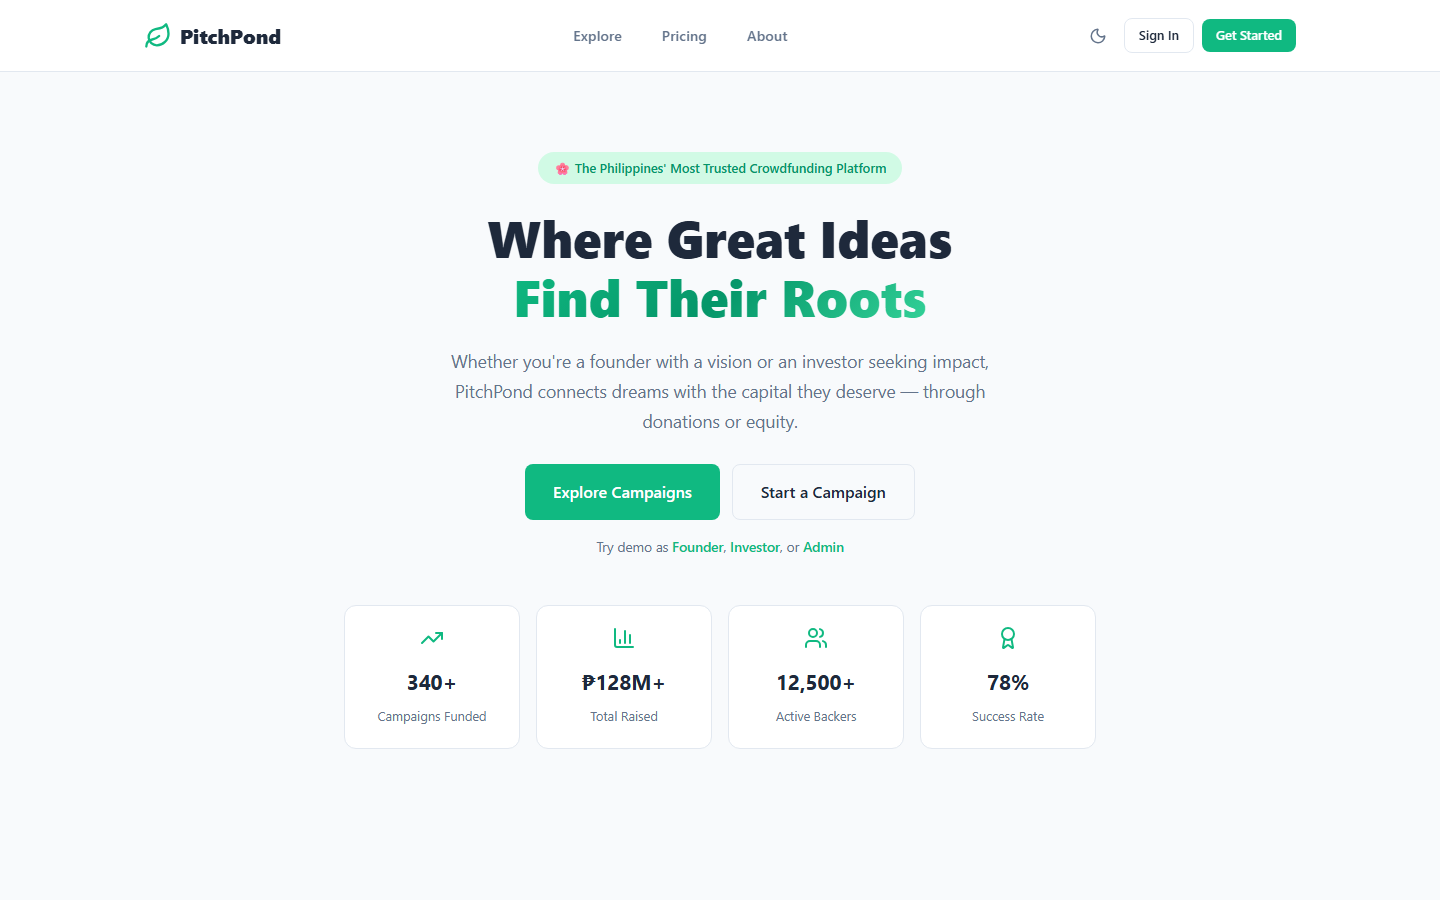 PitchPond
Explore
Pricing
About
Sign In
Get Started
🌸 The Philippines' Most Trusted Crowdfunding Platform
Where Great Ideas
Find Their Roots
Whether you're a founder with a vision or an investor seeking impact,
PitchPond connects dreams with the capital they deserve — through
donations or equity.
Explore Campaigns
Start a Campaign
Try demo as Founder, Investor, or Admin
340+
Campaigns Funded
₱128M+
Total Raised
12,500+
Active Backers
78%
Success Rate